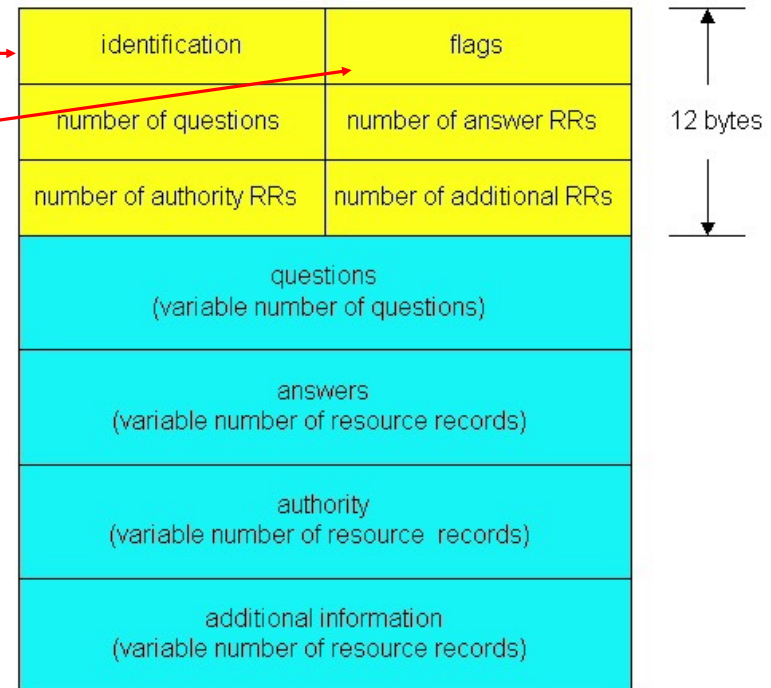 identification
flags
number of questions
number of answer RRs
12 bytes
number of authority RRs
number of additional RRs
questions
(variable number of questions)
answers
(variable number of resource records)
authority
(variable number of resource records)
additional information
(variable number of resource records)